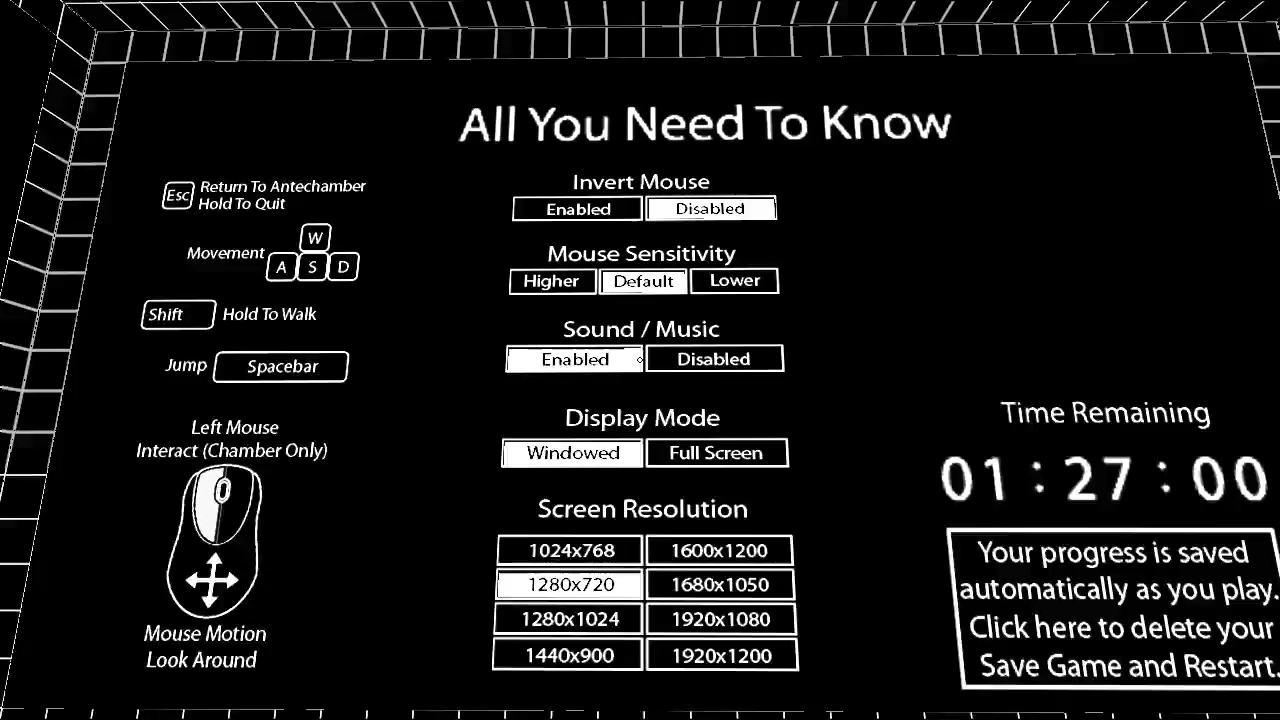 All You Need To Know
Esc
Return To Antechamber
Hold To Quit
Movement
W
A S D
Shift
Hold To Walk
Jump
Spacebar
Left Mouse
Interact (Chamber Only)
Mouse Motion
Look Around
Invert Mouse
Enabled Disabled
Mouse Sensitivity
Higher Default Lower
Sound / Music
Enabled Disabled
Display Mode
Windowed Full Screen
Screen Resolution
1024x768 1600x1200
1280x720 1680x1050
1280x1024 1920x1080
1440x900 1920x1200
Time Remaining
01 : 27 : 00
Your progress is saved
automatically as you play.
Click here to delete your
Save Game and Restart.